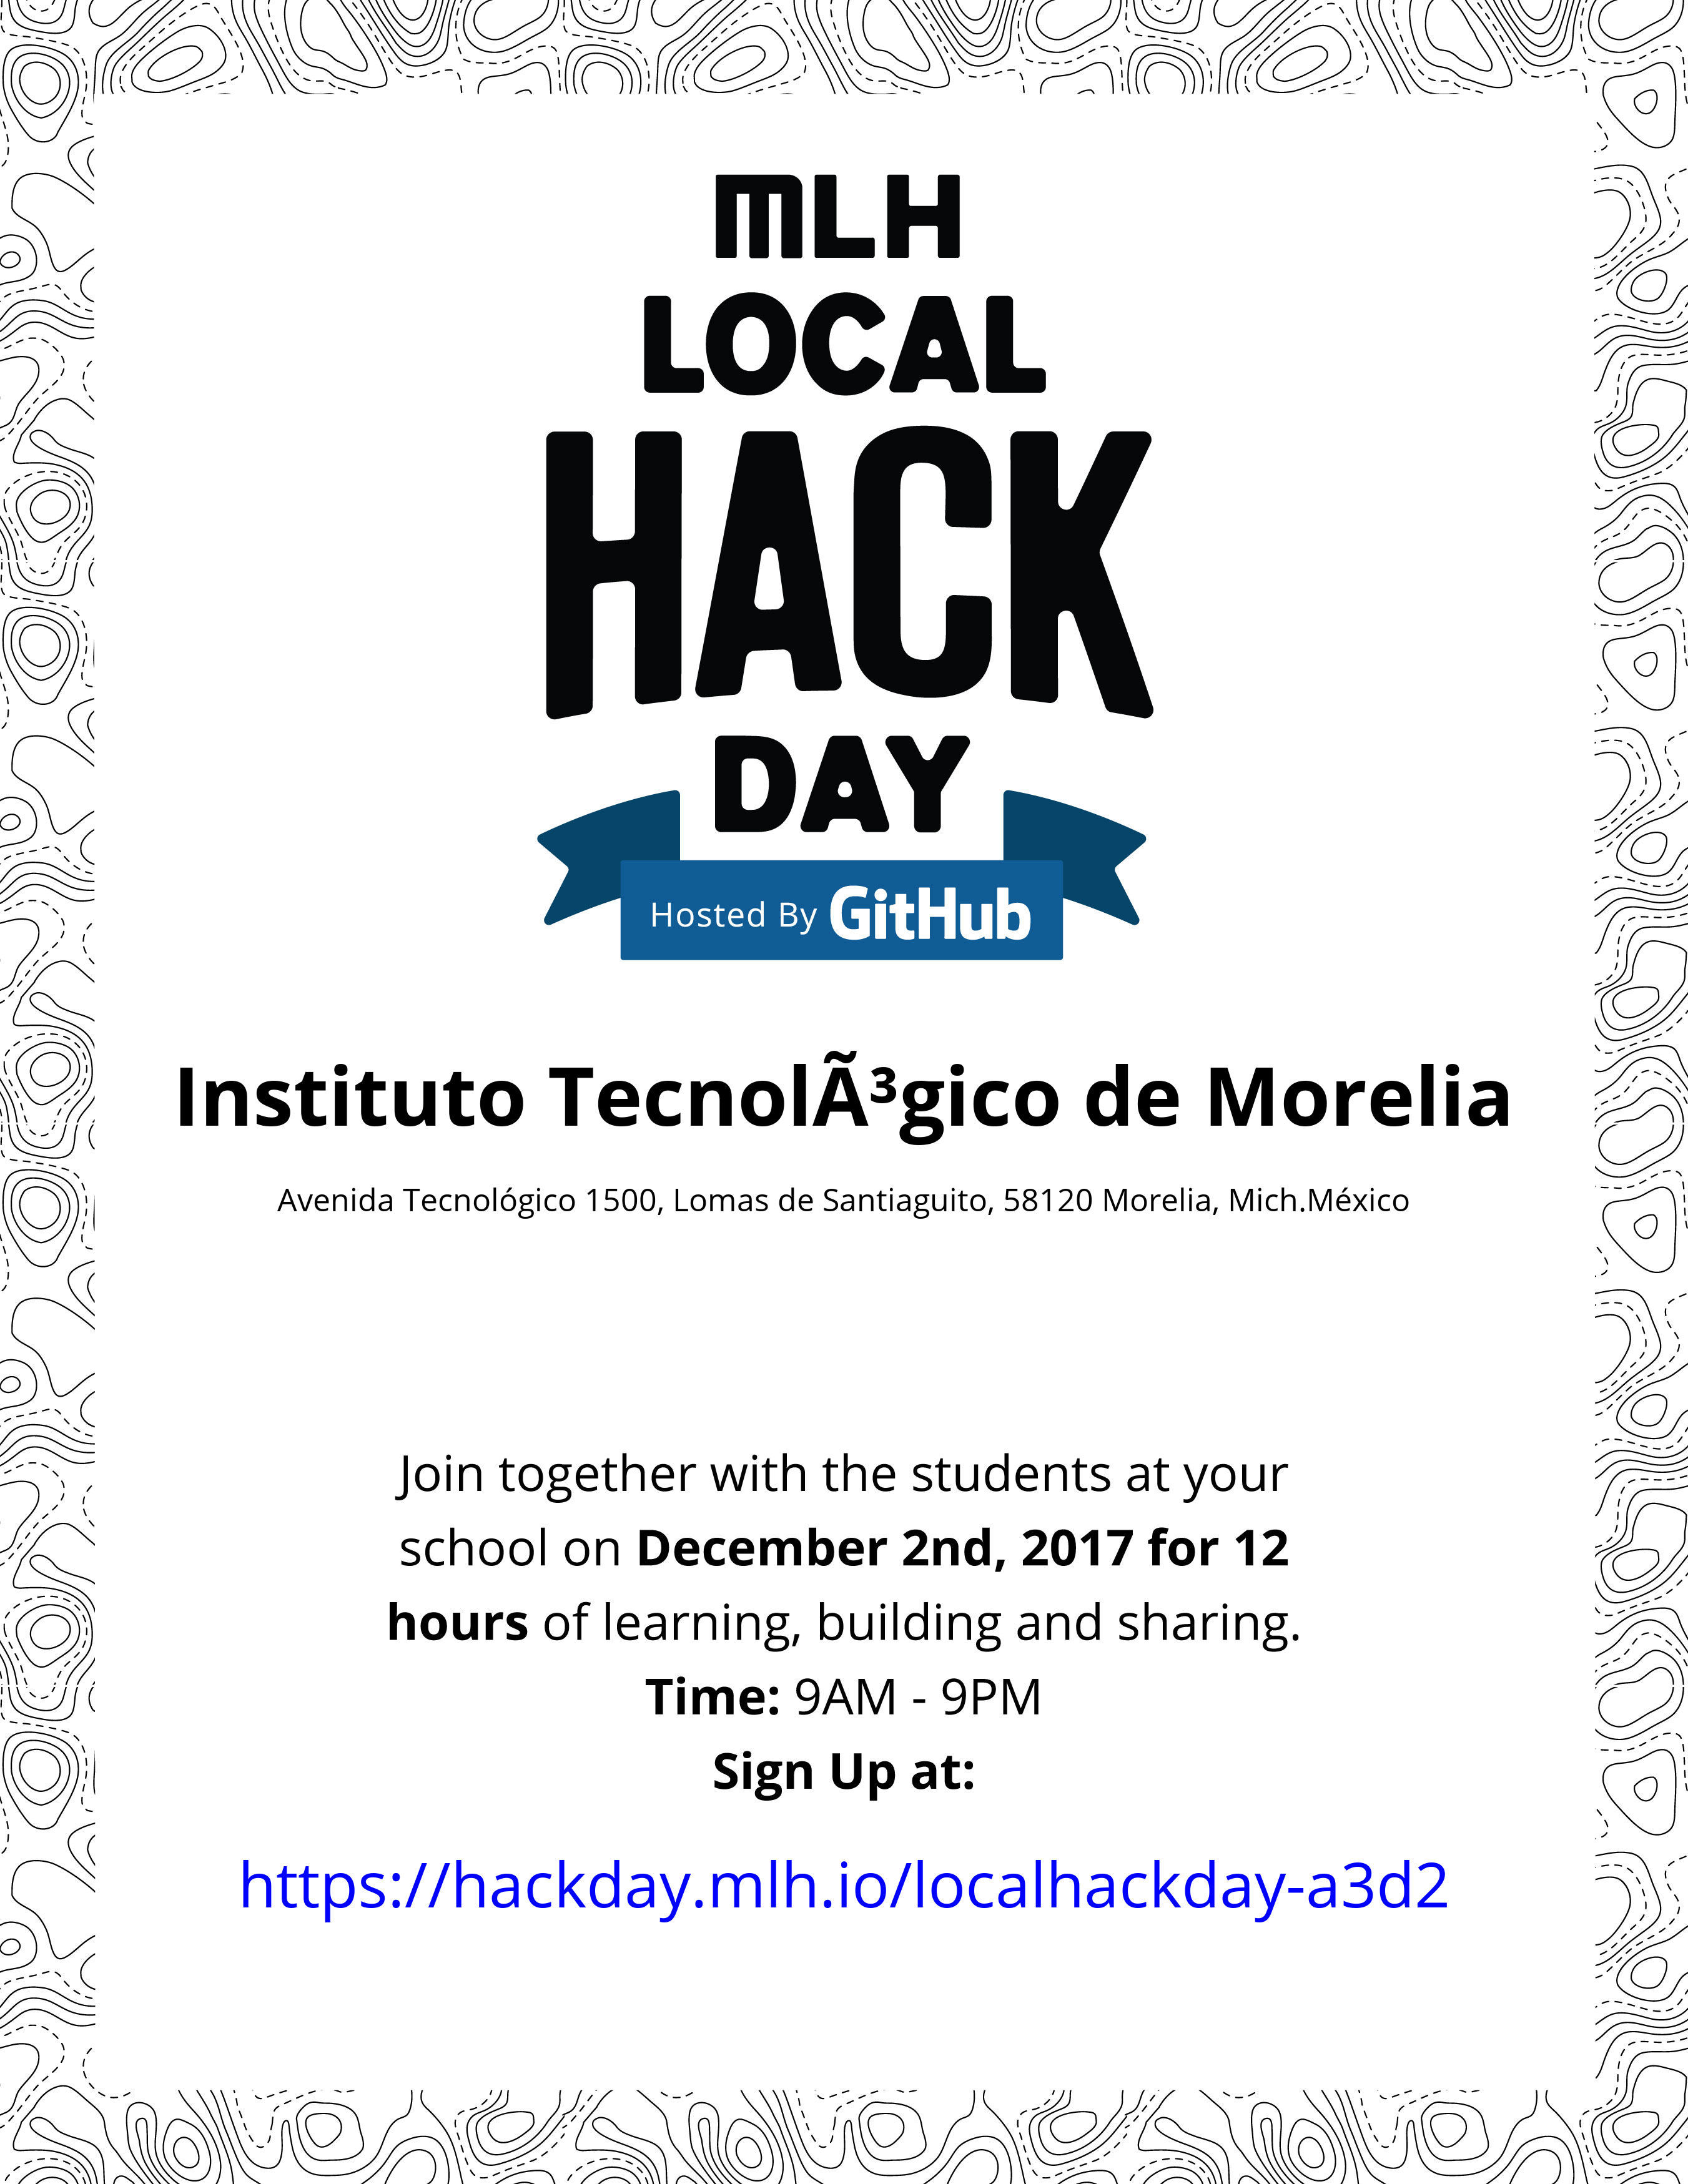 MLH
LOCAL
HACK
DAY
Hosted By GitHub
Instituto TecnolÃ³gico de Morelia
Avenida Tecnológico 1500, Lomas de Santiaguito, 58120 Morelia, Mich.México
Join together with the students at your
school on December 2nd, 2017 for 12
hours of learning, building and sharing.
Time: 9AM - 9PM
Sign Up at:
https://hackday.mlh.io/localhackday-a3d2